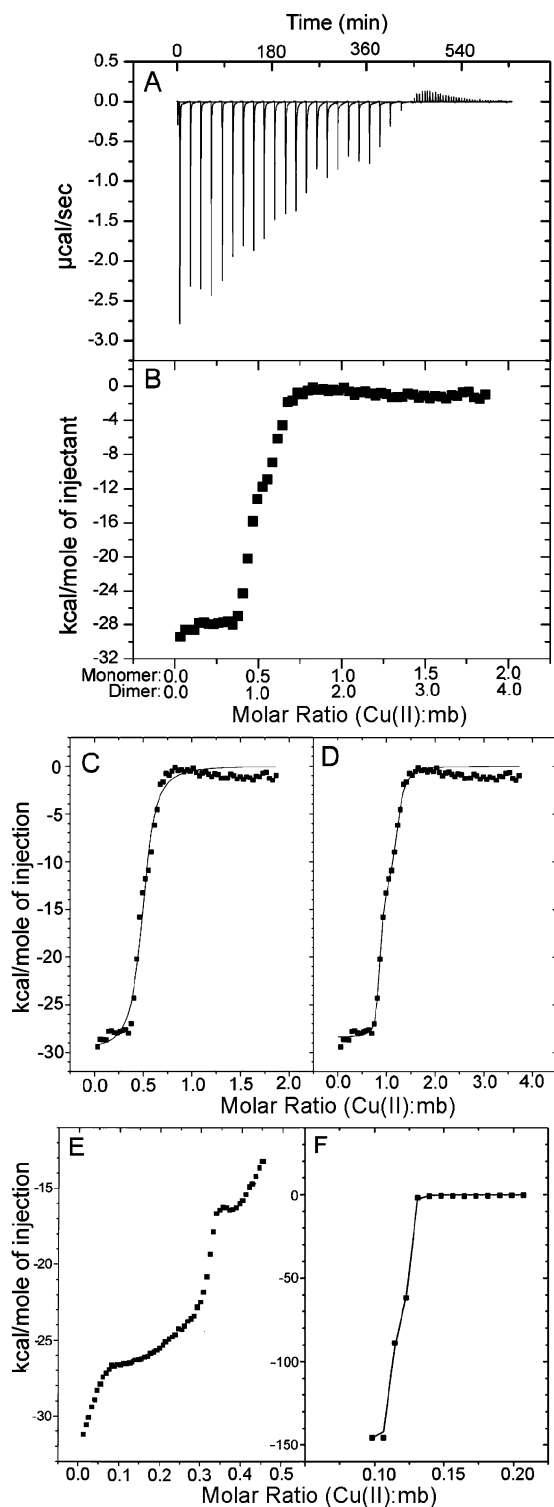 Time (min)
0 180 360 540
A
0.5
0.0
-0.5
-1.0
-1.5
-2.0
-2.5
-3.0
µcal/sec
B
0
-4
-8
-12
-16
-20
-24
-28
-32
kcal/mole of injectant
Monomer: 0.0 0.5 1.0 1.5 2.0
Dimer: 0.0 1.0 2.0 3.0 4.0
Molar Ratio (Cu(II):mb)
C D
0
-5
-10
-15
-20
-25
-30
kcal/mole of injection
0.0 0.5 1.0 1.5 2.0 0.0 1.0 2.0 3.0 4.0
Molar Ratio (Cu(II):mb)
E F
-15
-20
-25
-30
0
-50
-100
-150
kcal/mole of injection
0.0 0.1 0.2 0.3 0.4 0.5 0.10 0.15 0.20
Molar Ratio (Cu(II):mb)